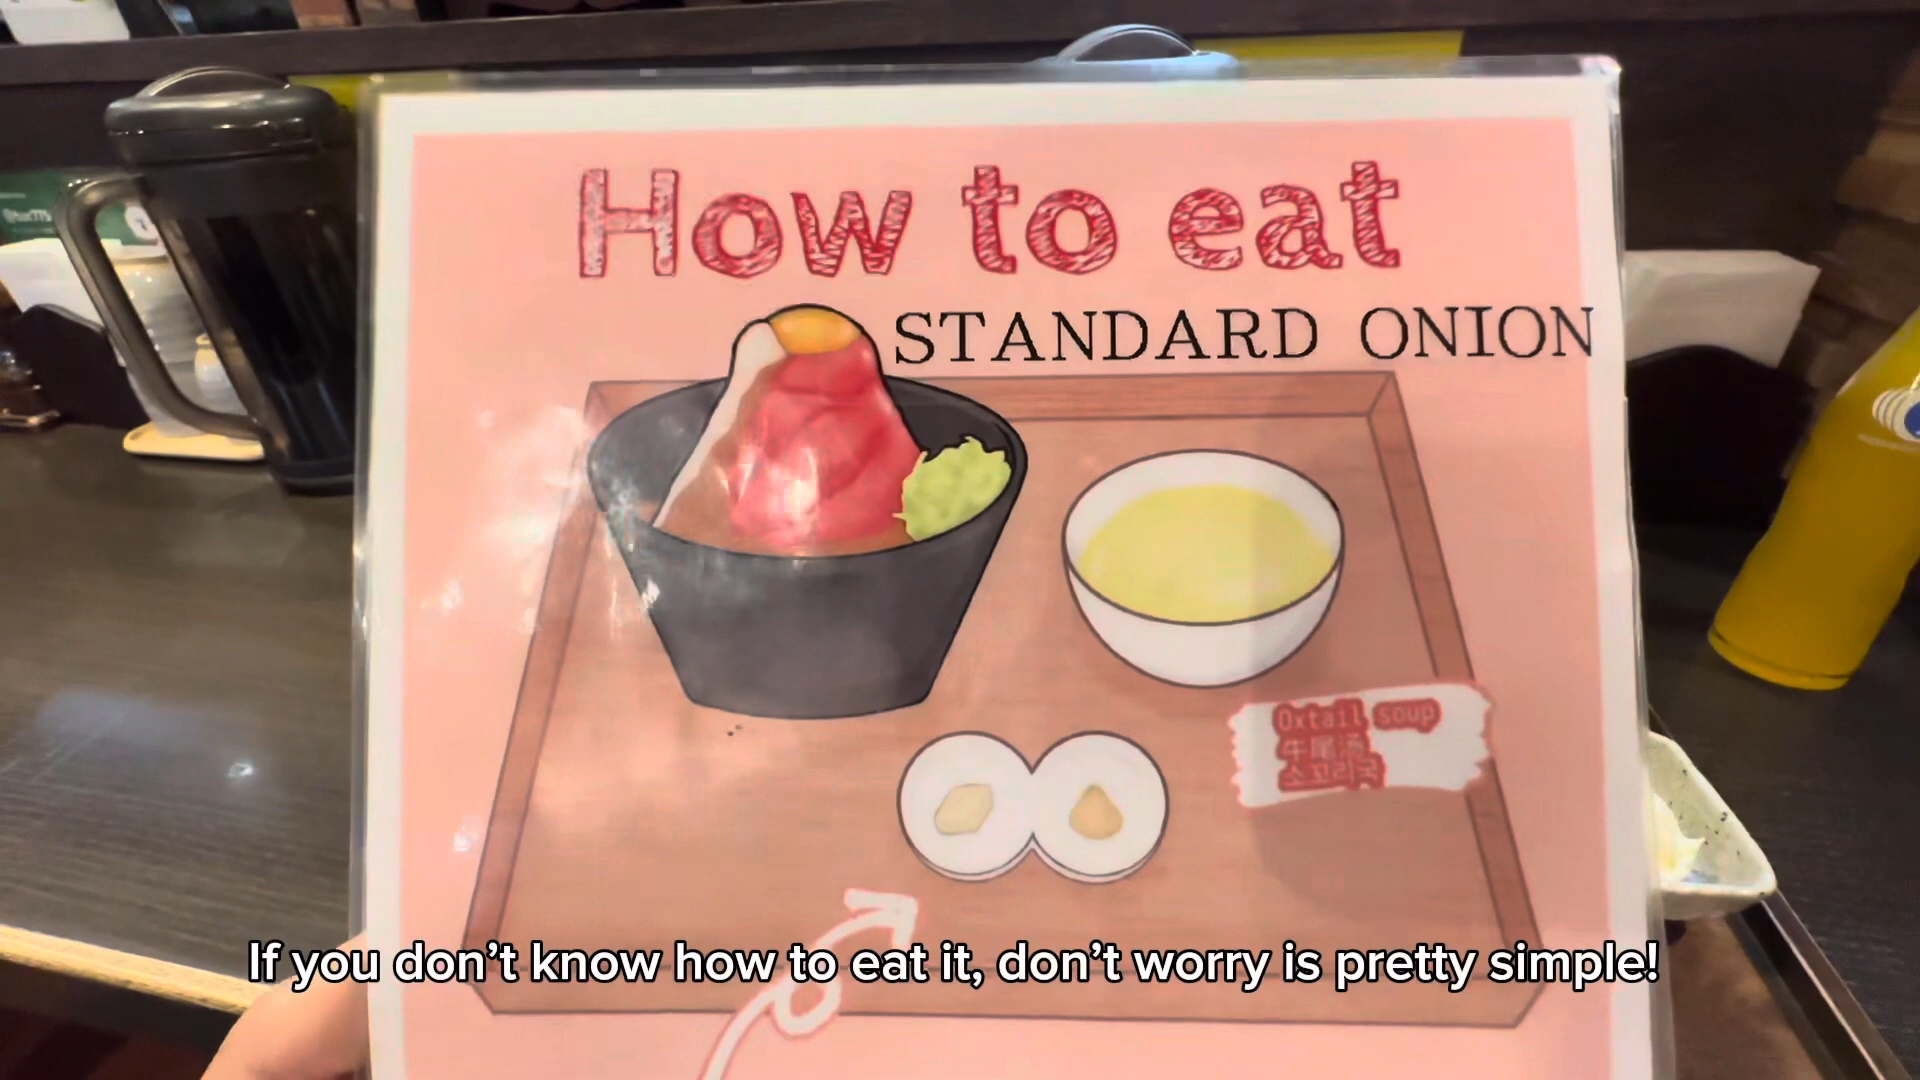 How to eat
STANDARD ONION
Oxtail soup
牛尾汤
소꼬리국
If you don’t know how to eat it, don’t worry is pretty simple!